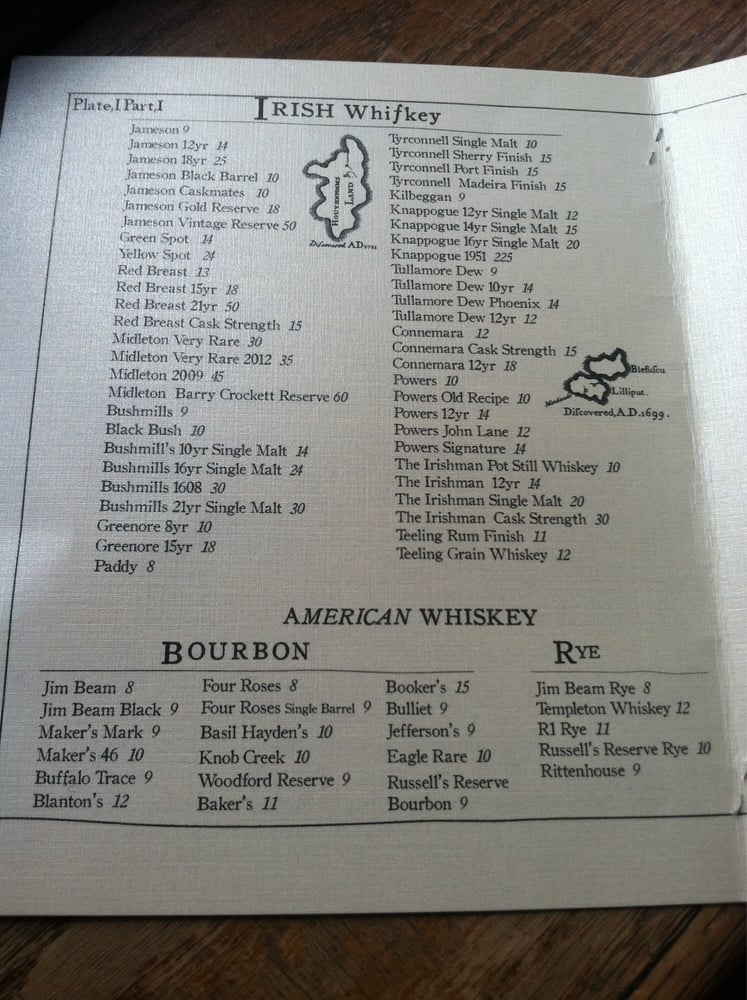 Plate,I Part,I
IRISH Whiſkey
Jameson 9
Jameson 12yr 14
Jameson 18yr 25
Jameson Black Barrel 10
Jameson Caskmates 10
Jameson Gold Reserve 18
Jameson Vintage Reserve 50
Green Spot 14
Yellow Spot 24
Red Breast 13
Red Breast 15yr 18
Red Breast 21yr 50
Red Breast Cask Strength 15
Midleton Very Rare 30
Midleton Very Rare 2012 35
Midleton 2009 45
Midleton Barry Crockett Reserve 60
Bushmills 9
Black Bush 10
Bushmill's 10yr Single Malt 14
Bushmills 16yr Single Malt 24
Bushmills 1608 30
Bushmills 21yr Single Malt 30
Greenore 8yr 10
Greenore 15yr 18
Paddy 8
HOUYHNHNMS
LAND
Diſcovered A.D.1711
Tyrconnell Single Malt 10
Tyrconnell Sherry Finish 15
Tyrconnell Port Finish 15
Tyrconnell Madeira Finish 15
Kilbeggan 9
Knappogue 12yr Single Malt 12
Knappogue 14yr Single Malt 15
Knappogue 16yr Single Malt 20
Knappogue 1951 225
Tullamore Dew 9
Tullamore Dew 10yr 14
Tullamore Dew Phoenix 14
Tullamore Dew 12yr 12
Connemara 12
Connemara Cask Strength 15
Connemara 12yr 18
Powers 10
Powers Old Recipe 10
Powers 12yr 14
Powers John Lane 12
Powers Signature 14
The Irishman Pot Still Whiskey 10
The Irishman 12yr 14
The Irishman Single Malt 20
The Irishman Cask Strength 30
Teeling Rum Finish 11
Teeling Grain Whiskey 12
Blefuſcu
Lilliput.
Diſcovered,A.D.1699.
AMERICAN WHISKEY
BOURBON
Jim Beam 8
Jim Beam Black 9
Maker's Mark 9
Maker's 46 10
Buffalo Trace 9
Blanton's 12
Four Roses 8
Four Roses Single Barrel 9
Basil Hayden's 10
Knob Creek 10
Woodford Reserve 9
Baker's 11
Booker's 15
Bulliet 9
Jefferson's 9
Eagle Rare 10
Russell's Reserve
Bourbon 9
RYE
Jim Beam Rye 8
Templeton Whiskey 12
R1 Rye 11
Russell's Reserve Rye 10
Rittenhouse 9